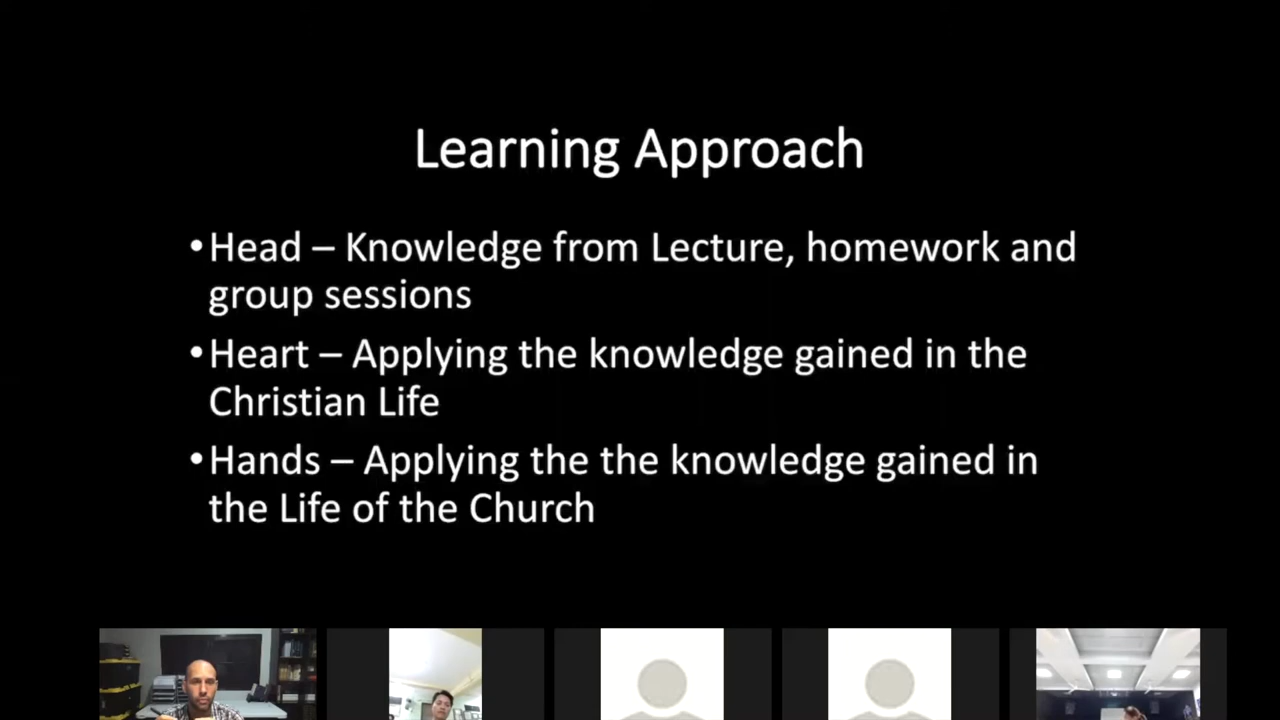 Learning Approach
•Head – Knowledge from Lecture, homework and
group sessions
•Heart – Applying the knowledge gained in the
Christian Life
•Hands – Applying the the knowledge gained in
the Life of the Church